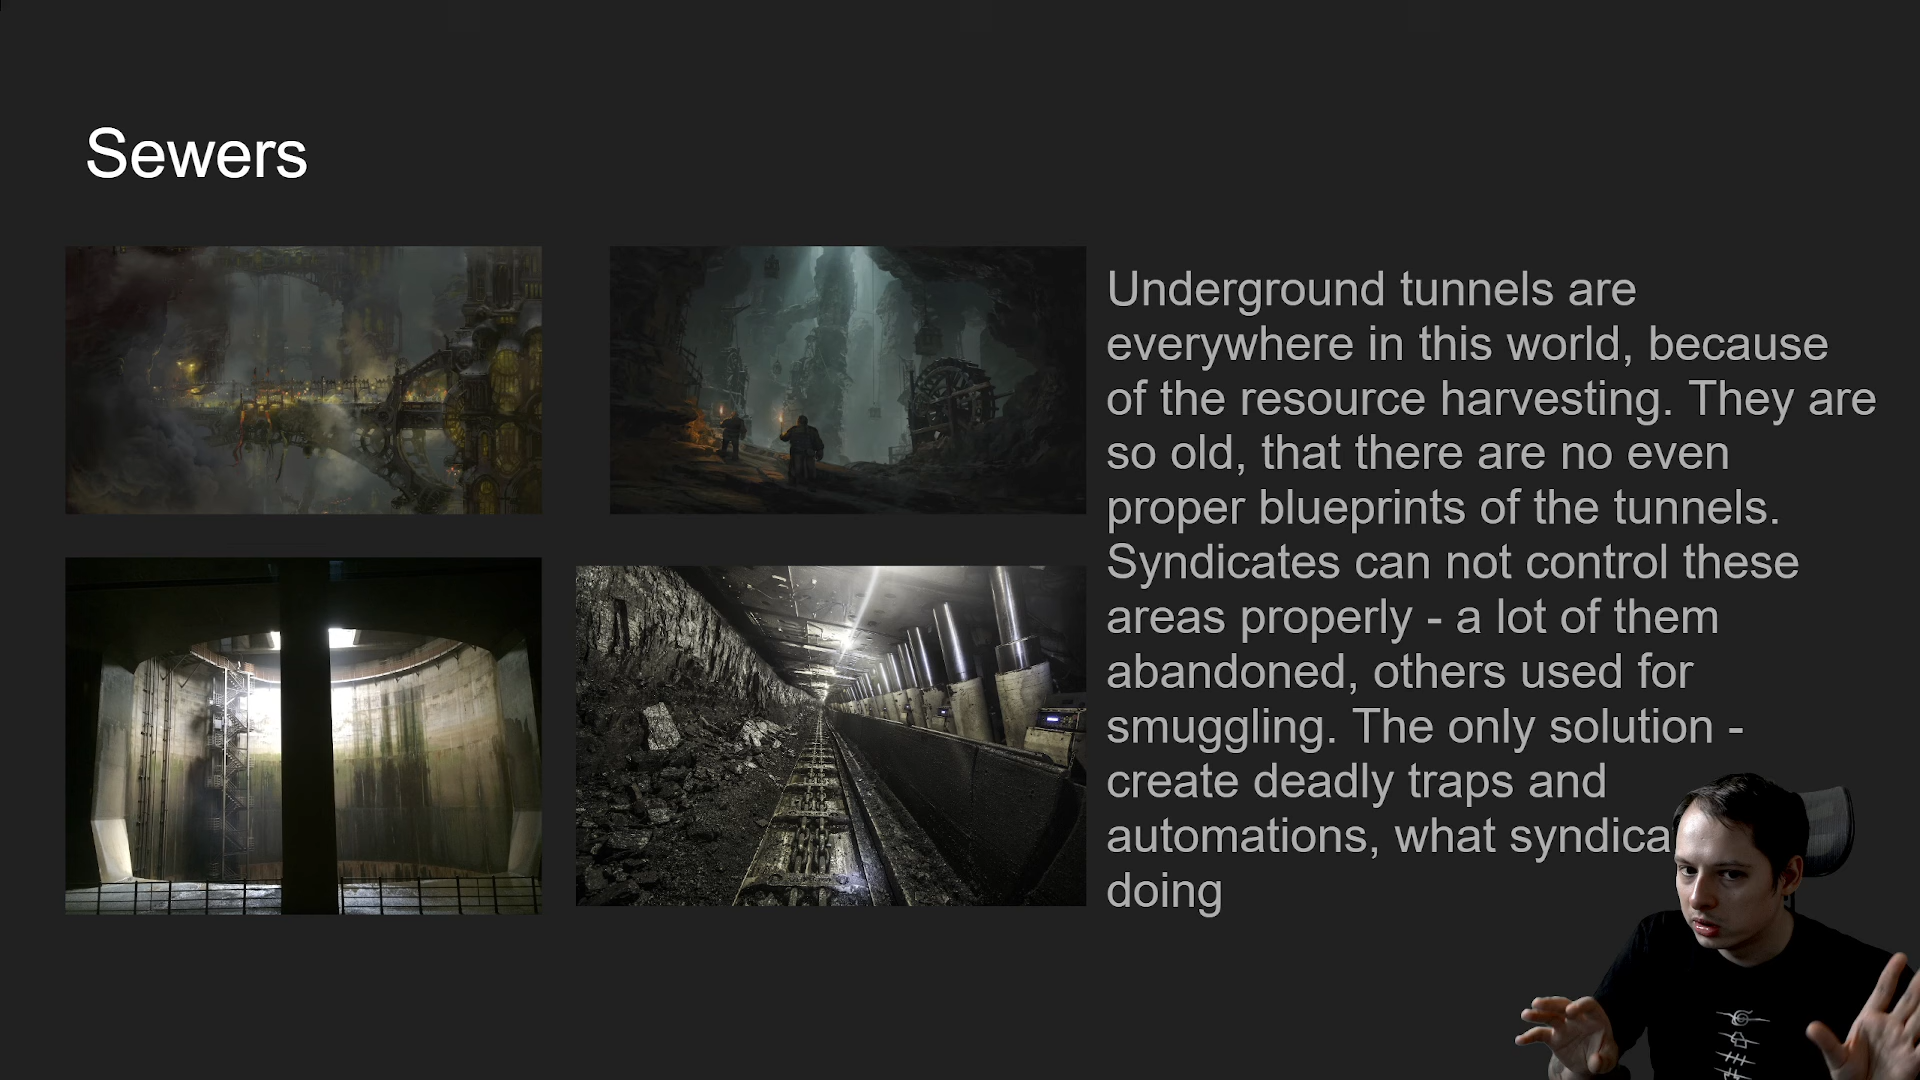 Sewers
Underground tunnels are
everywhere in this world, because
of the resource harvesting. They are
so old, that there are no even
proper blueprints of the tunnels.
Syndicates can not control these
areas properly - a lot of them
abandoned, others used for
smuggling. The only solution -
create deadly traps and
automations, what syndica
doing